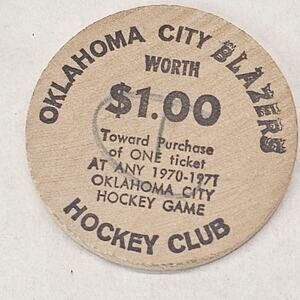 OKLAHOMA CITY BLAZERS
WORTH
$1.00
Toward Purchase
of ONE ticket
AT ANY 1970-1971
OKLAHOMA CITY
HOCKEY GAME
HOCKEY CLUB